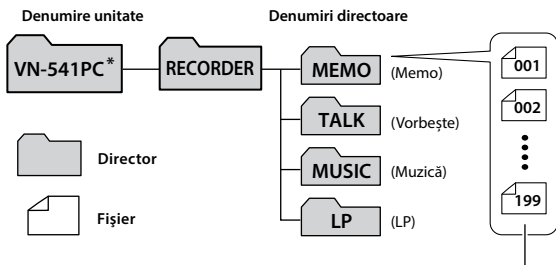 Denumire unitate
Denumiri directoare
VN-541PC*
RECORDER
MEMO (Memo)
TALK (Vorbește)
MUSIC (Muzică)
LP (LP)
001
002
199
Director
Fişier